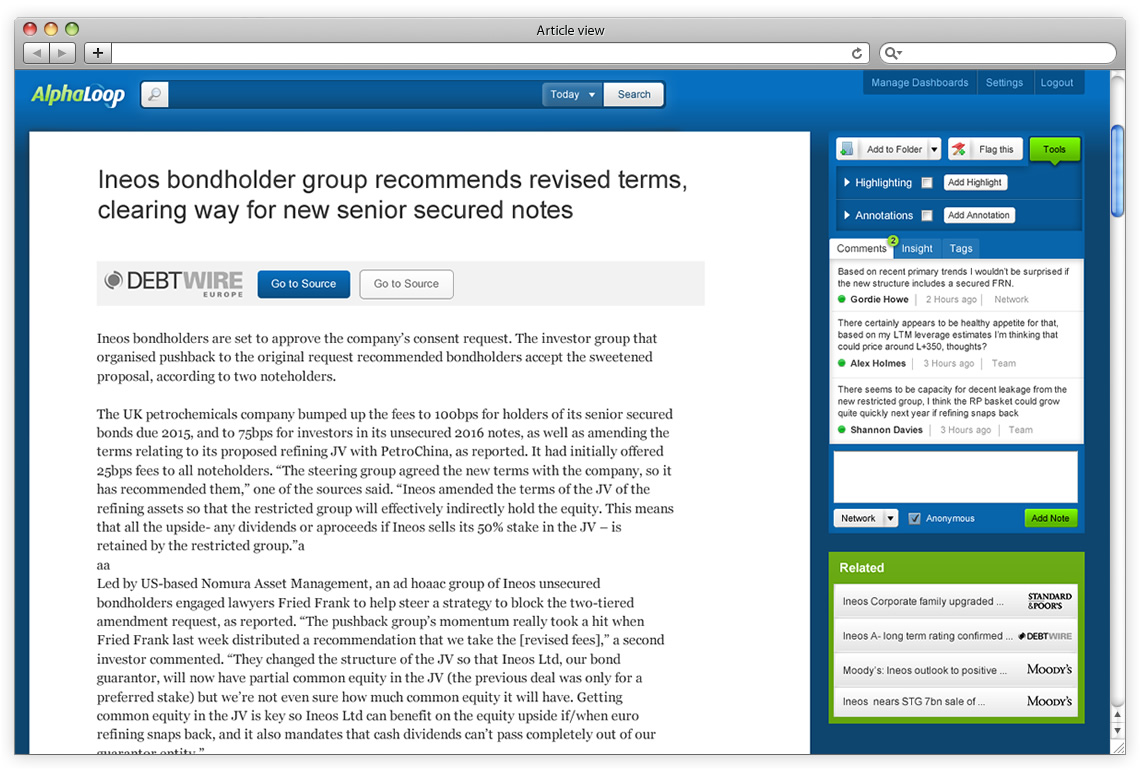 Article view
Manage Dashboards
Settings
Logout
AlphaLoop
Today
Search
Ineos bondholder group recommends revised terms,
clearing way for new senior secured notes
DEBTWIRE
EUROPE
Go to Source
Go to Source
Ineos bondholders are set to approve the company's consent request. The investor group that
organised pushback to the original request recommended bondholders accept the sweetened
proposal, according to two noteholders.
The UK petrochemicals company bumped up the fees to 100bps for holders of its senior secured
bonds due 2015, and to 75bps for investors in its unsecured 2016 notes, as well as amending the
terms relating to its proposed refining JV with PetroChina, as reported. It had initially offered
25bps fees to all noteholders. “The steering group agreed the new terms with the company, so it
has recommended them,” one of the sources said. “Ineos amended the terms of the JV of the
refining assets so that the restricted group will effectively indirectly hold the equity. This means
that all the upside- any dividends or aproceeds if Ineos sells its 50% stake in the JV – is
retained by the restricted group.”a
aa
Led by US-based Nomura Asset Management, an ad hoaac group of Ineos unsecured
bondholders engaged lawyers Fried Frank to help steer a strategy to block the two-tiered
amendment request, as reported. “The pushback group's momentum really took a hit when
Fried Frank last week distributed a recommendation that we take the [revised fees],” a second
investor commented. “They changed the structure of the JV so that Ineos Ltd, our bond
guarantor, will now have partial common equity in the JV (the previous deal was only for a
preferred stake) but we're not even sure how much common equity it will have. Getting
common equity in the JV is key so Ineos Ltd can benefit on the equity upside if/when euro
refining snaps back, and it also mandates that cash dividends can't pass completely out of our
guarantor entity.”
Add to Folder
Flag this
Tools
Highlighting
Add Highlight
Annotations
Add Annotation
Comments
2
Insight
Tags
Based on recent primary trends I wouldn't be surprised if
the new structure includes a secured FRN.
Gordie Howe | 2 Hours ago | Network
There certainly appears to be healthy appetite for that,
based on my LTM leverage estimates I'm thinking that
could price around L+350, thoughts?
Alex Holmes | 3 Hours ago | Team
There seems to be capacity for decent leakage from the
new restricted group, I think the RP basket could grow
quite quickly next year if refining snaps back
Shannon Davies | 3 Hours ago | Team
Network
Anonymous
Add Note
Related
Ineos Corporate family upgraded ...
STANDARD
&POOR'S
Ineos A- long term rating confirmed ...
DEBTWIRE
Moody's: Ineos outlook to positive ...
MOODY'S
Ineos nears STG 7bn sale of ...
MOODY'S